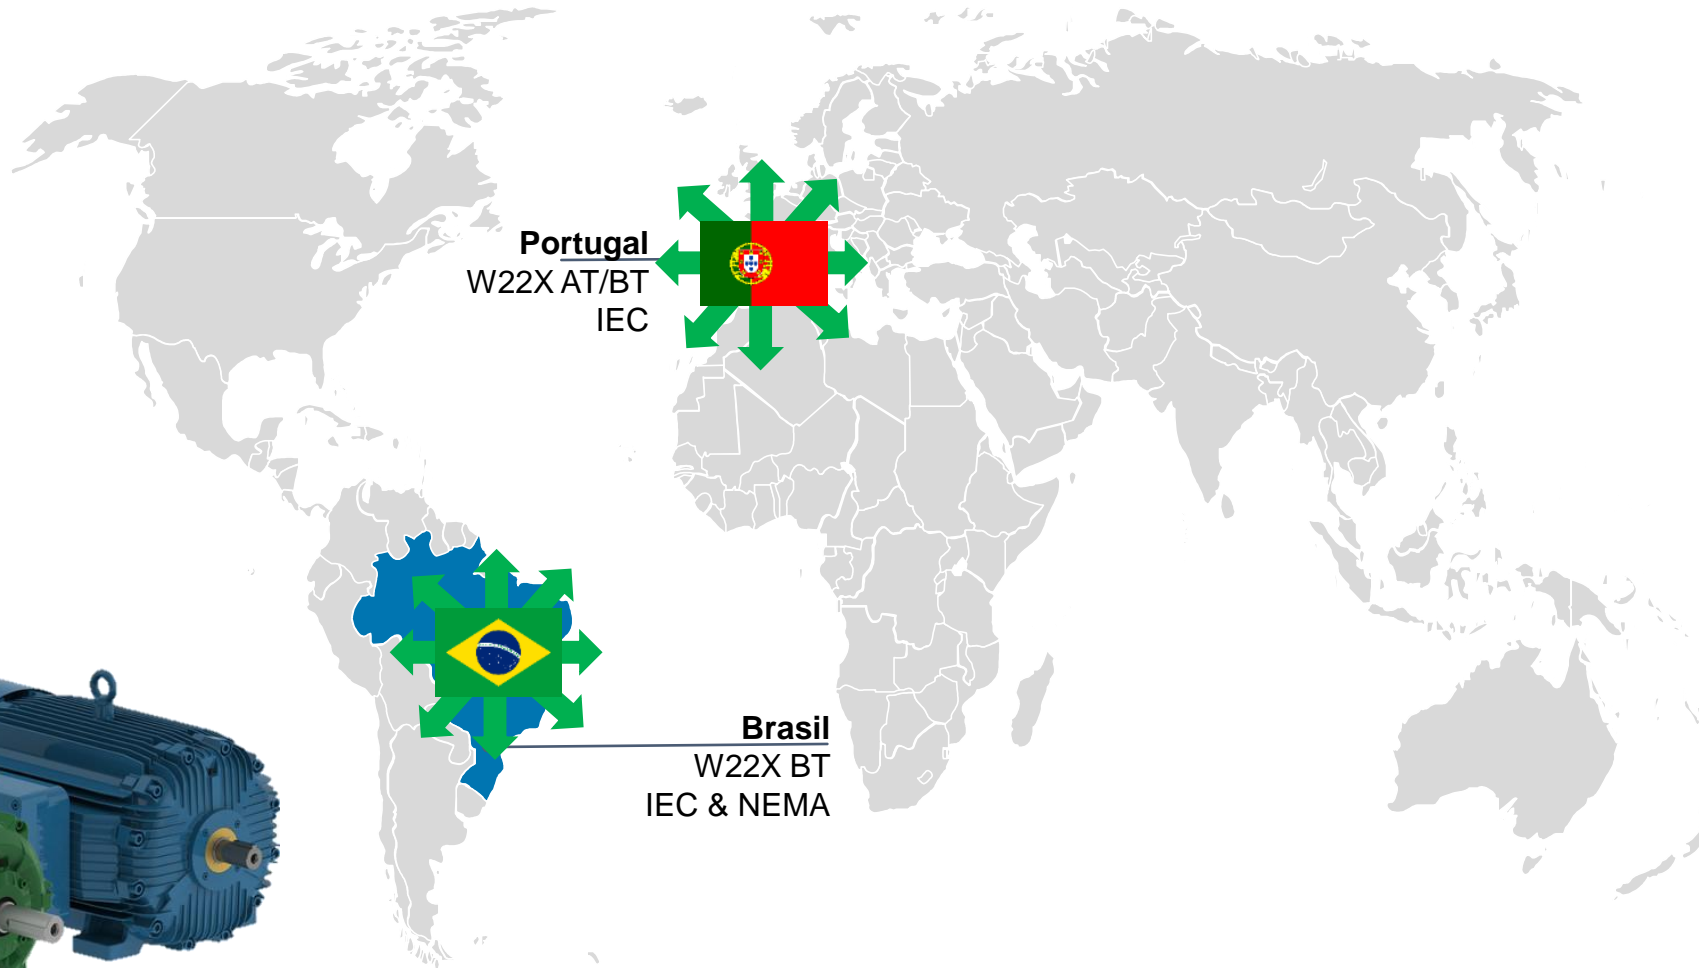 Portugal
W22X AT/BT
IEC
Brasil
W22X BT
IEC & NEMA